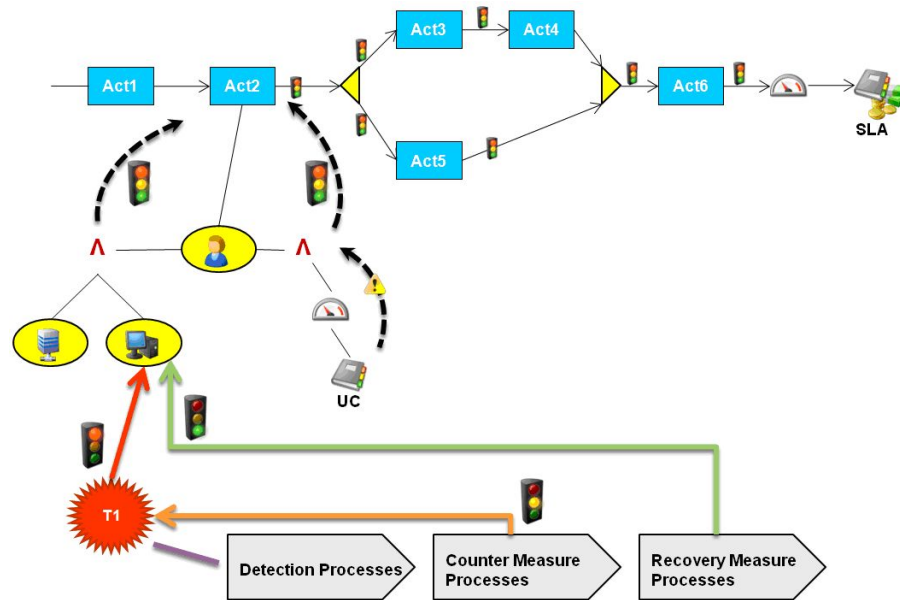 Act3
Act4
Act1
Act2
Act6
SLA
Act5
Λ
Λ
UC
T1
Detection Processes
Counter Measure
Processes
Recovery Measure
Processes